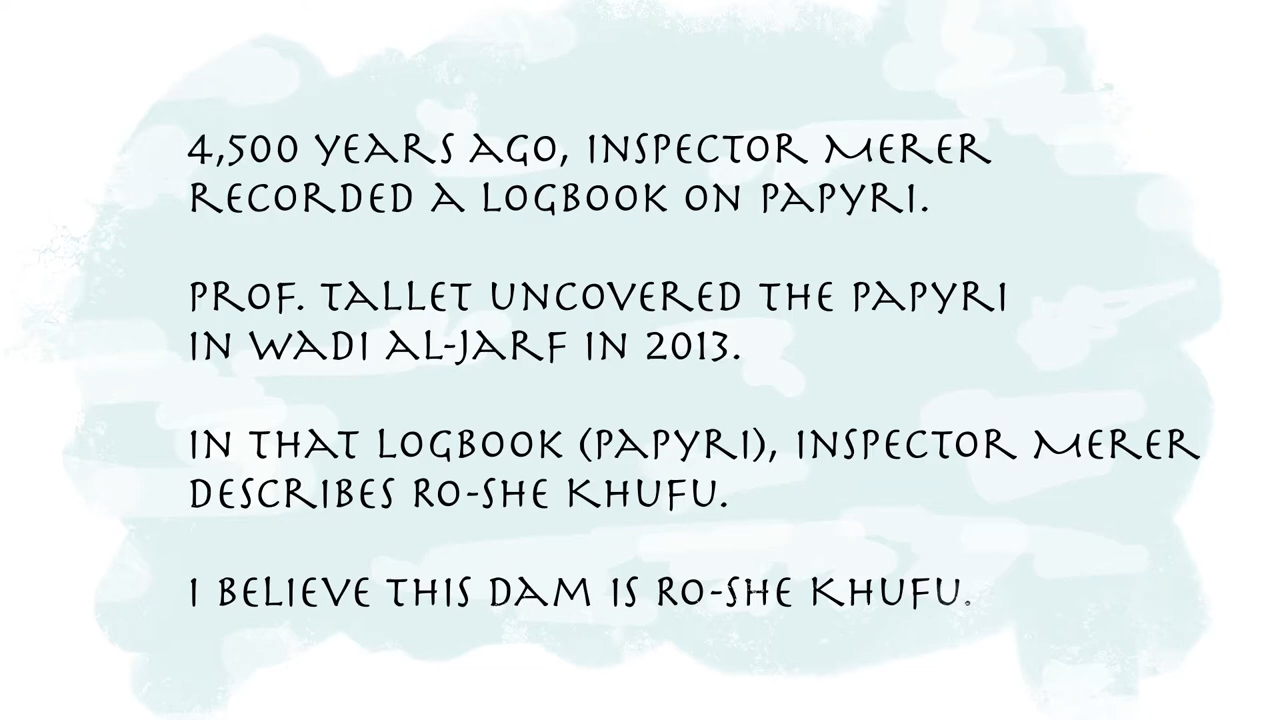 4,500 YEARS AGO, INSPECTOR MERER
RECORDED A LOGBOOK ON PAPYRI.
PROF. TALLET UNCOVERED THE PAPYRI
IN WADI AL-JARF IN 2013.
IN THAT LOGBOOK (PAPYRI), INSPECTOR MERER
DESCRIBES RO-SHE KHUFU.
I BELIEVE THIS DAM IS RO-SHE KHUFU.